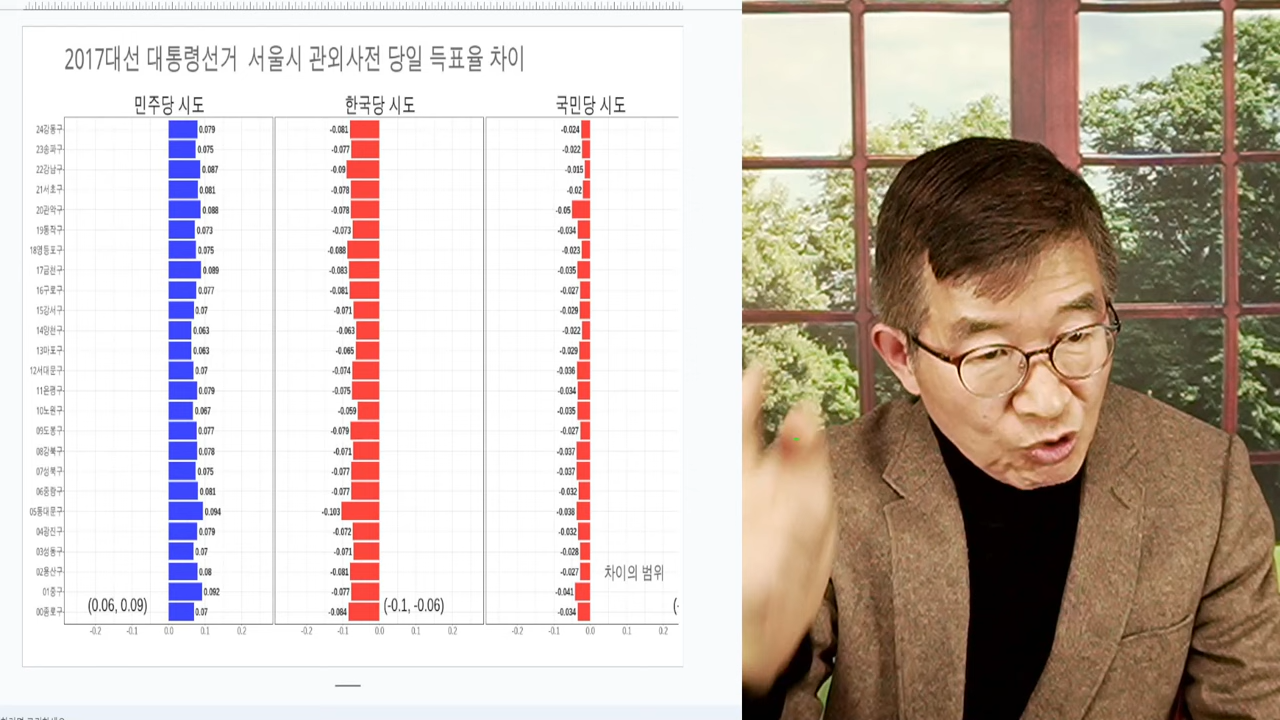 2017대선 대통령선거 서울시 관외사전 당일 득표율 차이
민주당 시도 한국당 시도 국민당 시도
24강동구 0.079 -0.081 -0.024
23송파구 0.075 -0.077 -0.022
22강남구 0.087 -0.09 -0.015
21서초구 0.081 -0.078 -0.02
20관악구 0.088 -0.078 -0.05
19동작구 0.073 -0.073 -0.034
18영등포구 0.075 -0.088 -0.023
17금천구 0.089 -0.083 -0.035
16구로구 0.077 -0.081 -0.027
15강서구 0.07 -0.071 -0.029
14양천구 0.063 -0.063 -0.022
13마포구 0.063 -0.065 -0.029
12서대문구 0.07 -0.074 -0.036
11은평구 0.079 -0.075 -0.034
10노원구 0.067 -0.059 -0.035
09도봉구 0.077 -0.079 -0.027
08강북구 0.078 -0.071 -0.037
07성북구 0.075 -0.077 -0.037
06중랑구 0.081 -0.077 -0.032
05동대문구 0.094 -0.103 -0.038
04광진구 0.079 -0.072 -0.032
03성동구 0.07 -0.071 -0.028
02용산구 0.08 -0.081 -0.027 차이의 범위
01중구 0.092 -0.077 -0.041
(0.06, 0.09) (-0.1, -0.06) (-
00종로구 0.07 -0.084 -0.034
-0.2 -0.1 0.0 0.1 0.2 -0.2 -0.1 0.0 0.1 0.2 -0.2 -0.1 0.0 0.1 0.2